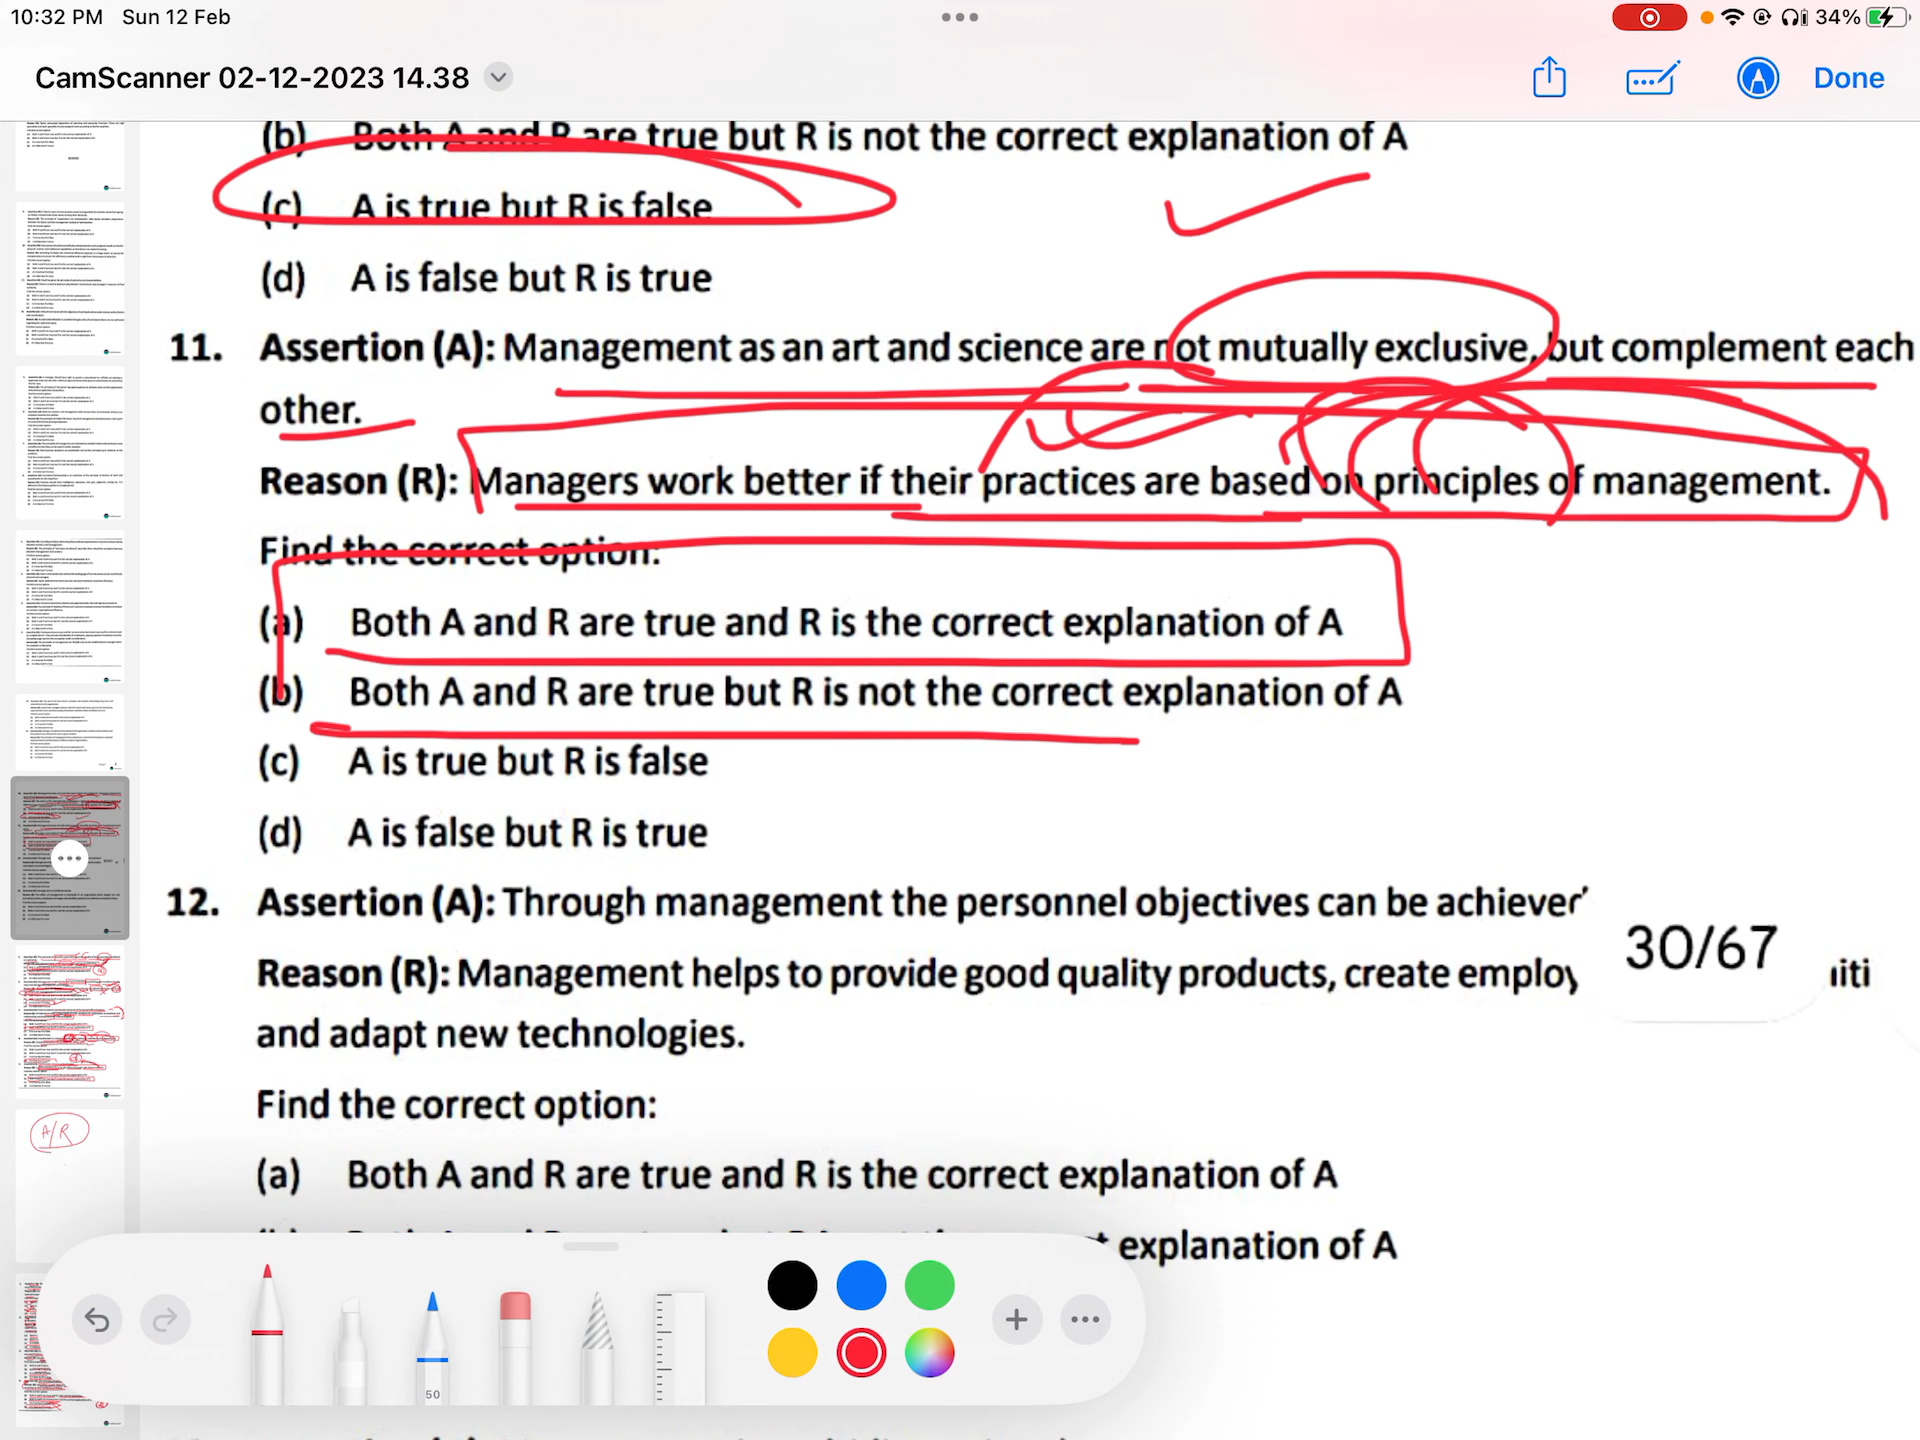 10:32 PM Sun 12 Feb
34%
CamScanner 02-12-2023 14.38
Done
(b) Both A and R are true but R is not the correct explanation of A
(c) A is true but R is false
(d) A is false but R is true
11. Assertion (A): Management as an art and science are not mutually exclusive, but complement each
other.
Reason (R): Managers work better if their practices are based on principles of management.
Find the correct option:
(a) Both A and R are true and R is the correct explanation of A
(b) Both A and R are true but R is not the correct explanation of A
(c) A is true but R is false
(d) A is false but R is true
12. Assertion (A): Through management the personnel objectives can be
30/67
Reason (R): Management helps to provide good quality products, create
and adapt new technologies.
Find the correct option:
(a) Both A and R are true and R is the correct explanation of A
explanation of A
A/R
50